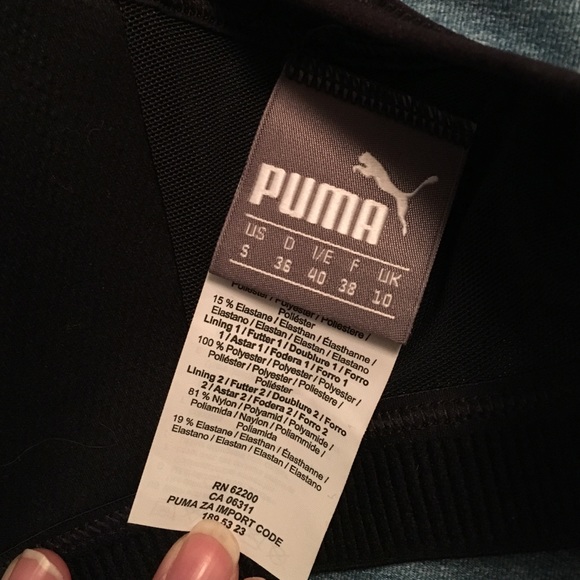 PUMA
US D I/E F UK
S 36 40 38 10
Poliester / Polyester / Poliestere /
Poliéster
15 % Elastane / Elasthan / Élasthanne /
Elastano / Elastan / Elastan / Elastano
Lining 1 / Futter 1 / Doublure 1 / Forro
1 / Astar 1 / Fodera 1 / Forro 1
100 % Polyester / Polyester / Polyester /
Poliéster / Polyester / Poliestere /
Poliéster
Lining 2 / Futter 2 / Doublure 2 / Forro
2 / Astar 2 / Fodera 2 / Forro 2
81 % Nylon / Polyamid / Polyamide /
Poliamida / Naylon / Poliammide /
Poliamida
19 % Elastane / Elasthan / Élasthanne /
Elastano / Elastan / Elastan / Elastano
RN 62200
CA 06311
PUMA ZA IMPORT CODE
189 53 23